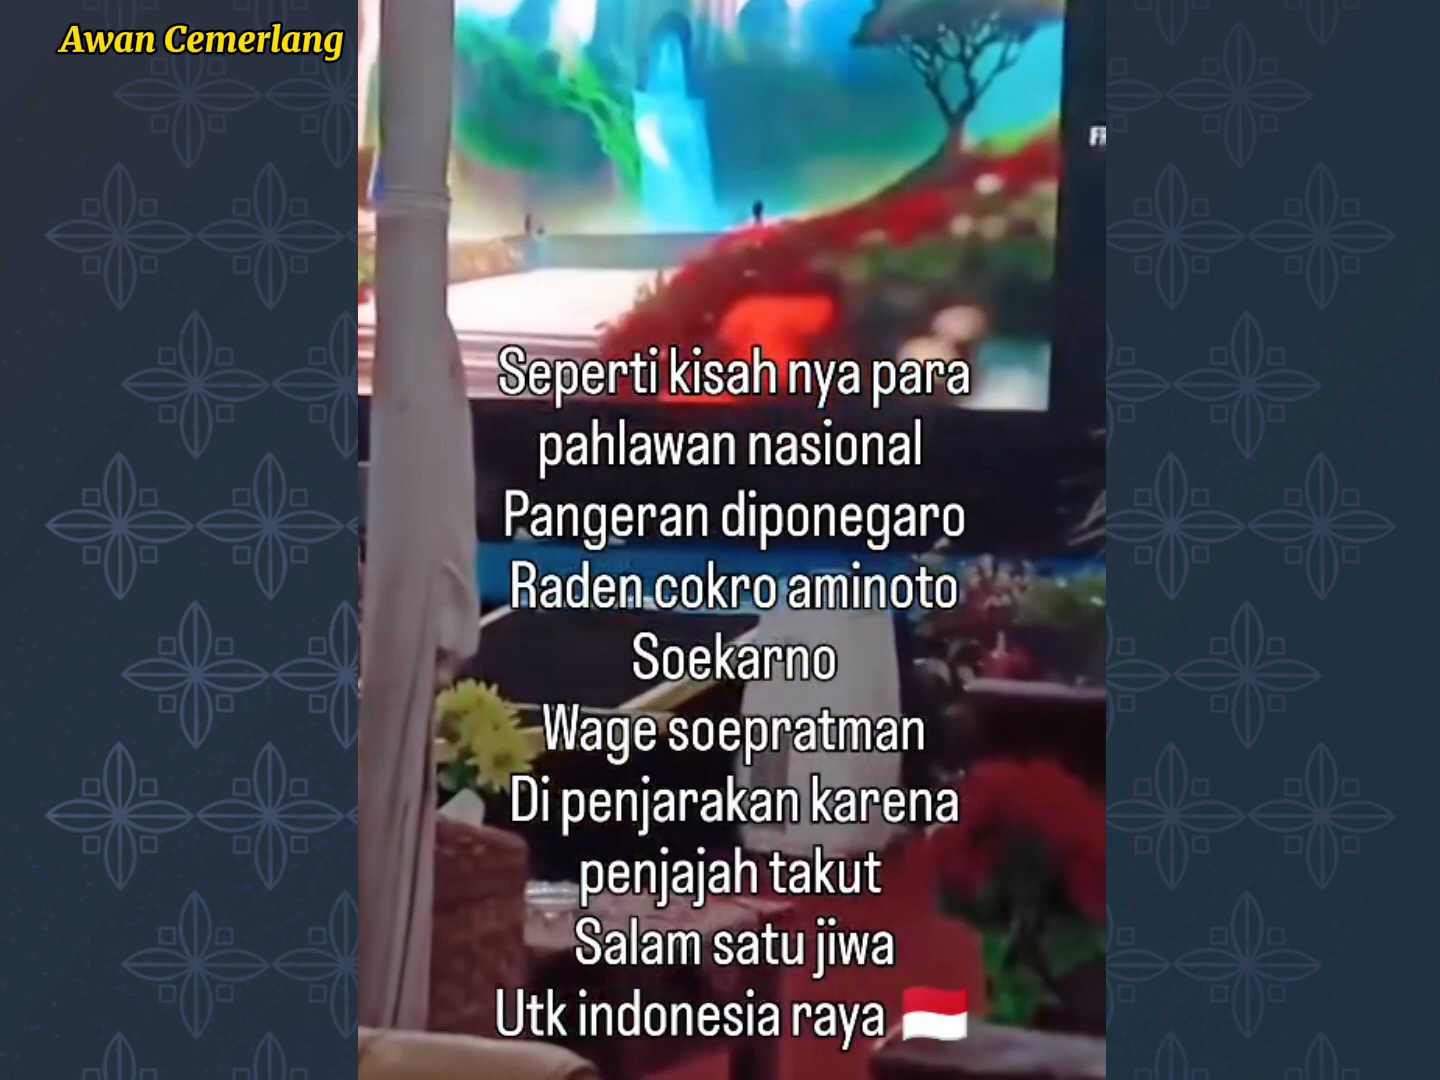 Awan Cemerlang
Seperti kisah nya para
pahlawan nasional
Pangeran diponegaro
Raden cokro aminoto
Soekarno
Wage soepratman
Di penjarakan karena
penjajah takut
Salam satu jiwa
Utk indonesia raya 🇮🇩